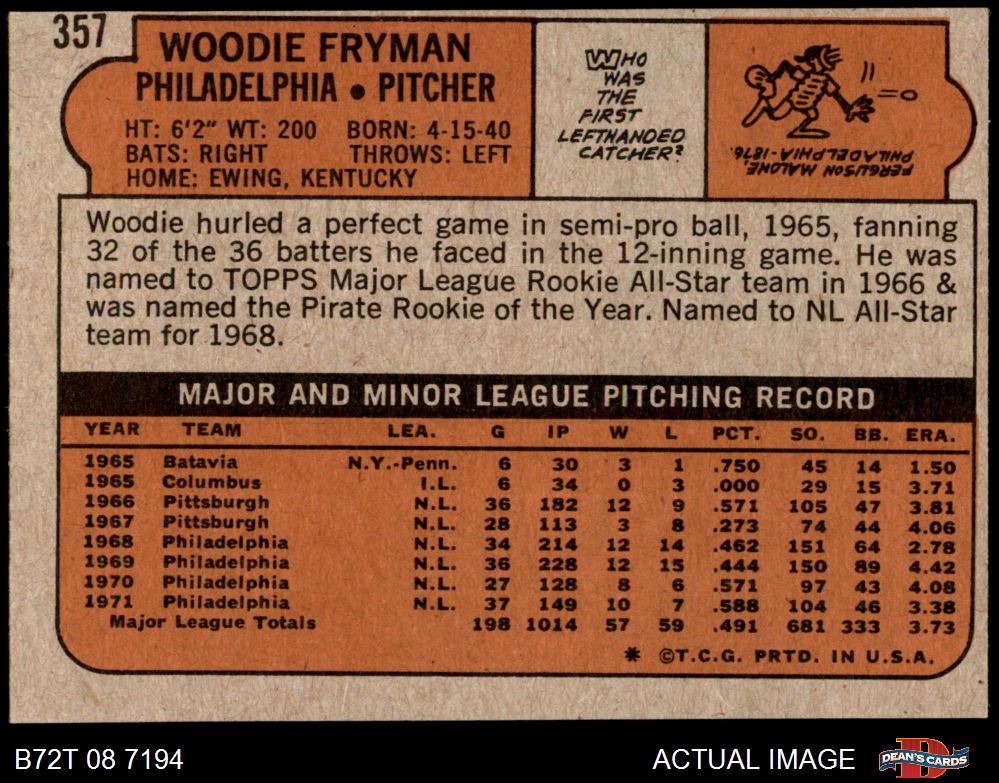 357
WOODIE FRYMAN
PHILADELPHIA • PITCHER
HT: 6'2" WT: 200 BORN: 4-15-40
BATS: RIGHT THROWS: LEFT
HOME: EWING, KENTUCKY
WHO
WAS
THE
FIRST
LEFTHANDED
CATCHER?
FERGUSON MALONE,
PHILADELPHIA-1876.
Woodie hurled a perfect game in semi-pro ball, 1965, fanning
32 of the 36 batters he faced in the 12-inning game. He was
named to TOPPS Major League Rookie All-Star team in 1966 &
was named the Pirate Rookie of the Year. Named to NL All-Star
team for 1968.
MAJOR AND MINOR LEAGUE PITCHING RECORD
YEAR TEAM LEA. G IP W L PCT. SO. BB. ERA.
1965 Batavia N.Y.-Penn. 6 30 3 1 .750 45 14 1.50
1965 Columbus I.L. 6 34 0 3 .000 29 15 3.71
1966 Pittsburgh N.L. 36 182 12 9 .571 105 47 3.81
1967 Pittsburgh N.L. 28 113 3 8 .273 74 44 4.06
1968 Philadelphia N.L. 34 214 12 14 .462 151 64 2.78
1969 Philadelphia N.L. 36 228 12 15 .444 150 89 4.42
1970 Philadelphia N.L. 27 128 8 6 .571 97 43 4.08
1971 Philadelphia N.L. 37 149 10 7 .588 104 46 3.38
Major League Totals 198 1014 57 59 .491 681 333 3.73
* ©T.C.G. PRTD. IN U.S.A.
B72T 08 7194 ACTUAL IMAGE D DEAN'S CARDS